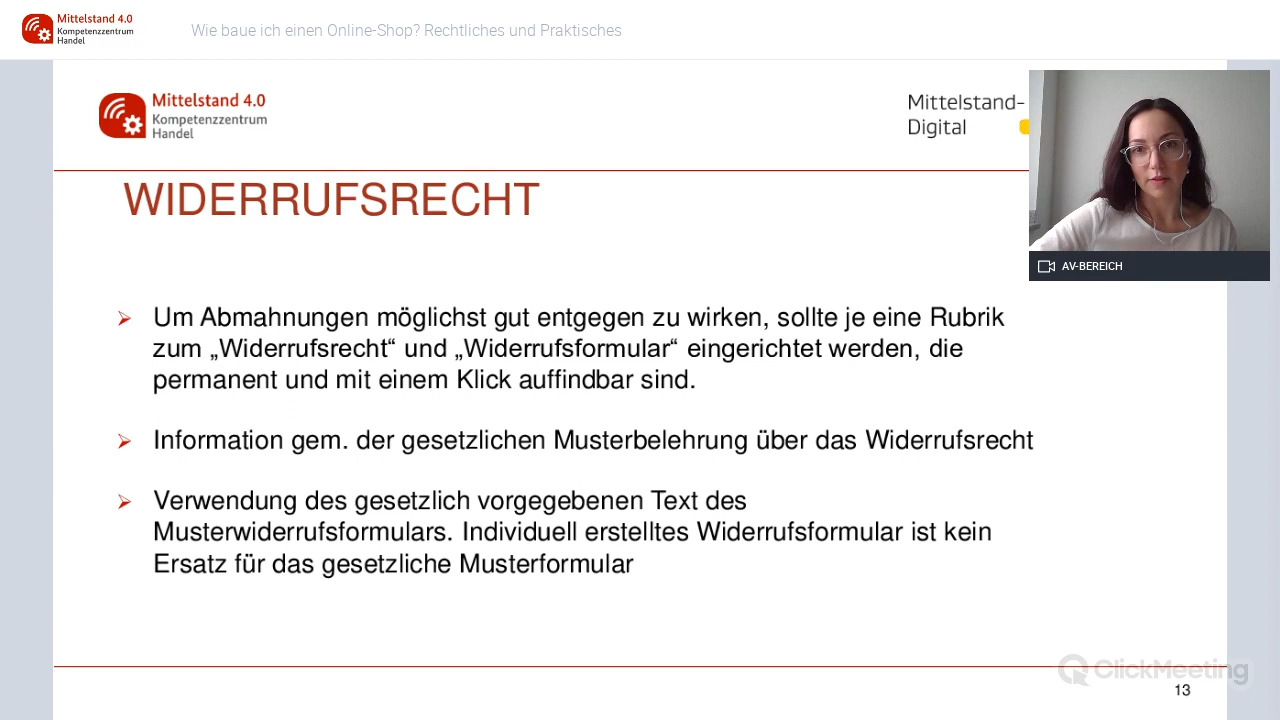 Mittelstand 4.0
Kompetenzzentrum
Handel
Wie baue ich einen Online-Shop? Rechtliches und Praktisches
Mittelstand 4.0
Kompetenzzentrum
Handel
Mittelstand-
Digital
WIDERRUFSRECHT
AV-BEREICH
Um Abmahnungen möglichst gut entgegen zu wirken, sollte je eine Rubrik
zum „Widerrufsrecht“ und „Widerrufsformular“ eingerichtet werden, die
permanent und mit einem Klick auffindbar sind.
Information gem. der gesetzlichen Musterbelehrung über das Widerrufsrecht
Verwendung des gesetzlich vorgegebenen Text des
Musterwiderrufsformulars. Individuell erstelltes Widerrufsformular ist kein
Ersatz für das gesetzliche Musterformular
ClickMeeting
13